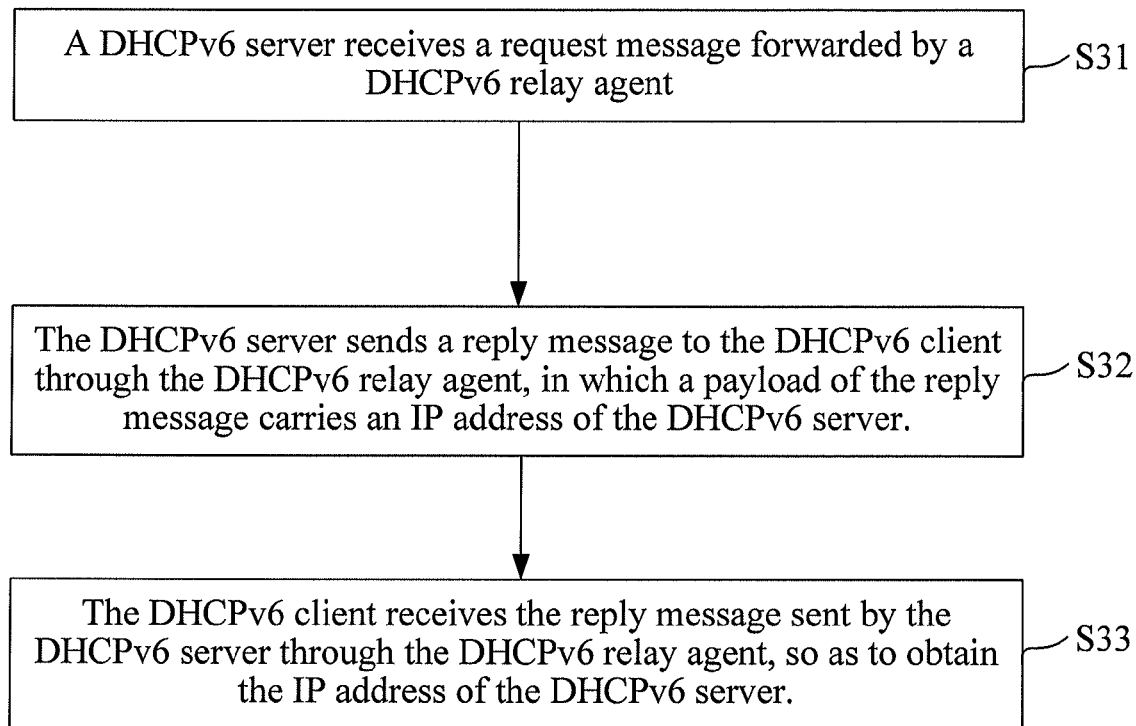 A DHCPv6 server receives a request message forwarded by a
DHCPv6 relay agent
S31
The DHCPv6 server sends a reply message to the DHCPv6 client
through the DHCPv6 relay agent, in which a payload of the reply
message carries an IP address of the DHCPv6 server.
S32
The DHCPv6 client receives the reply message sent by the
DHCPv6 server through the DHCPv6 relay agent, so as to obtain
the IP address of the DHCPv6 server.
S33